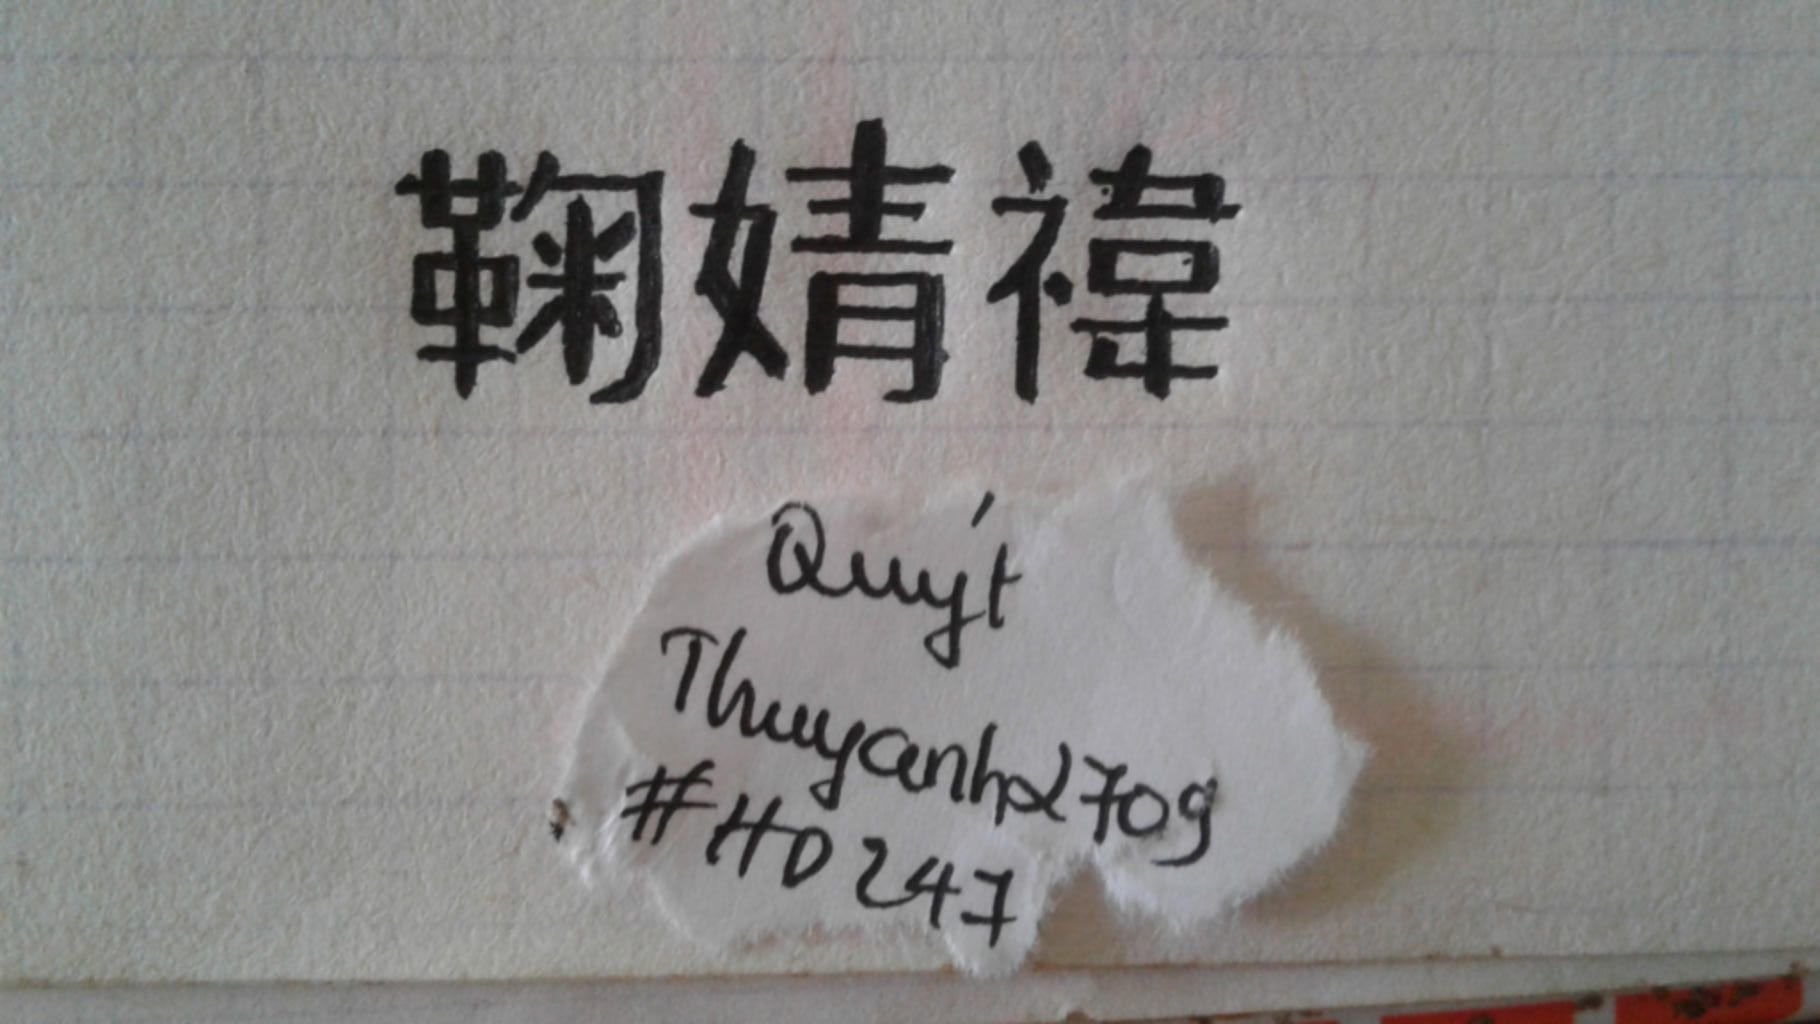 鞠婧禕
Quýt
Thuyanh2709
#HD247